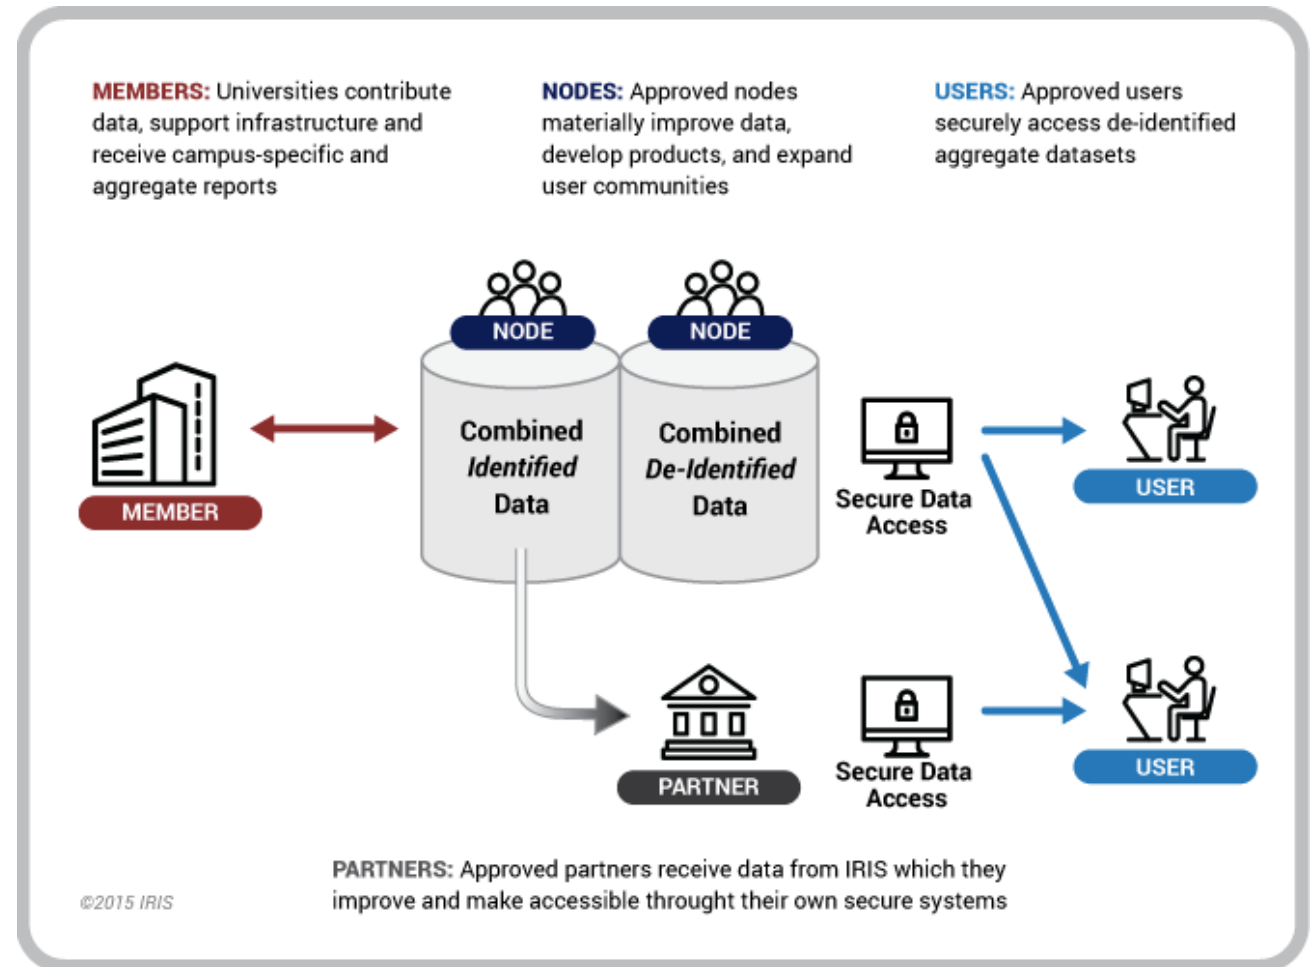 MEMBERS: Universities contribute
data, support infrastructure and
receive campus-specific and
aggregate reports
NODES: Approved nodes
materially improve data,
develop products, and expand
user communities
USERS: Approved users
securely access de-identified
aggregate datasets
NODE
NODE
MEMBER
Combined
Identified
Data
Combined
De-Identified
Data
Secure Data
Access
USER
PARTNER
Secure Data
Access
USER
PARTNERS: Approved partners receive data from IRIS which they
improve and make accessible throught their own secure systems
©2015 IRIS